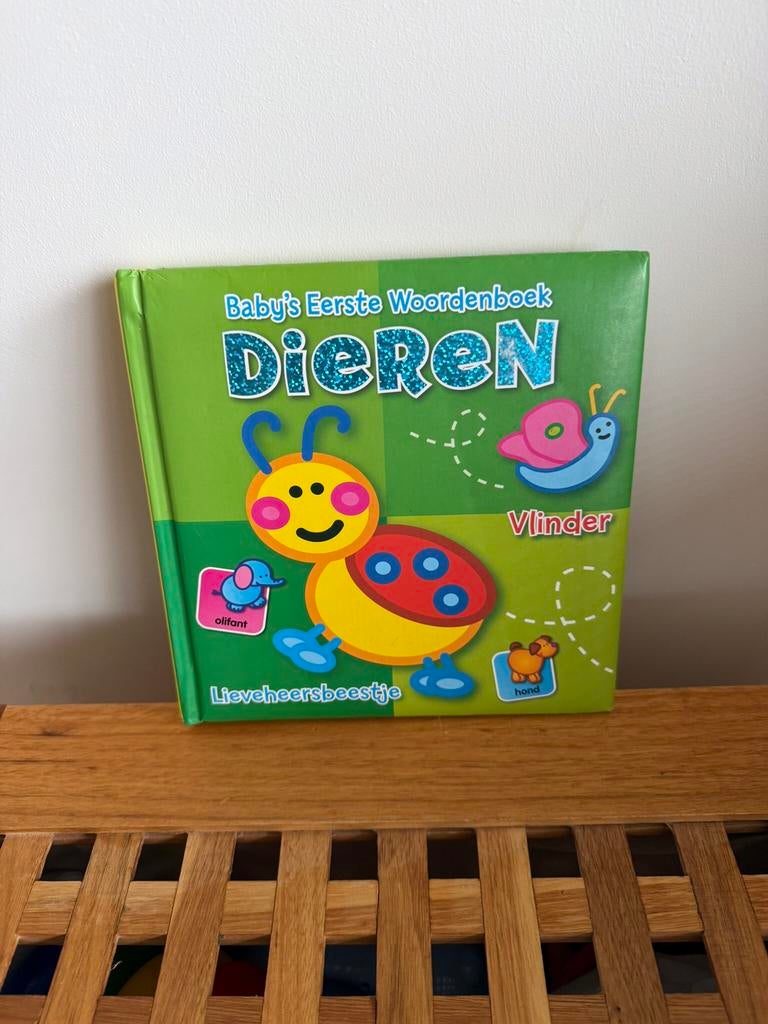 Baby's Eerste Woordenboek
DieReN
Vlinder
olifant
hond
Lieveheersbeestje